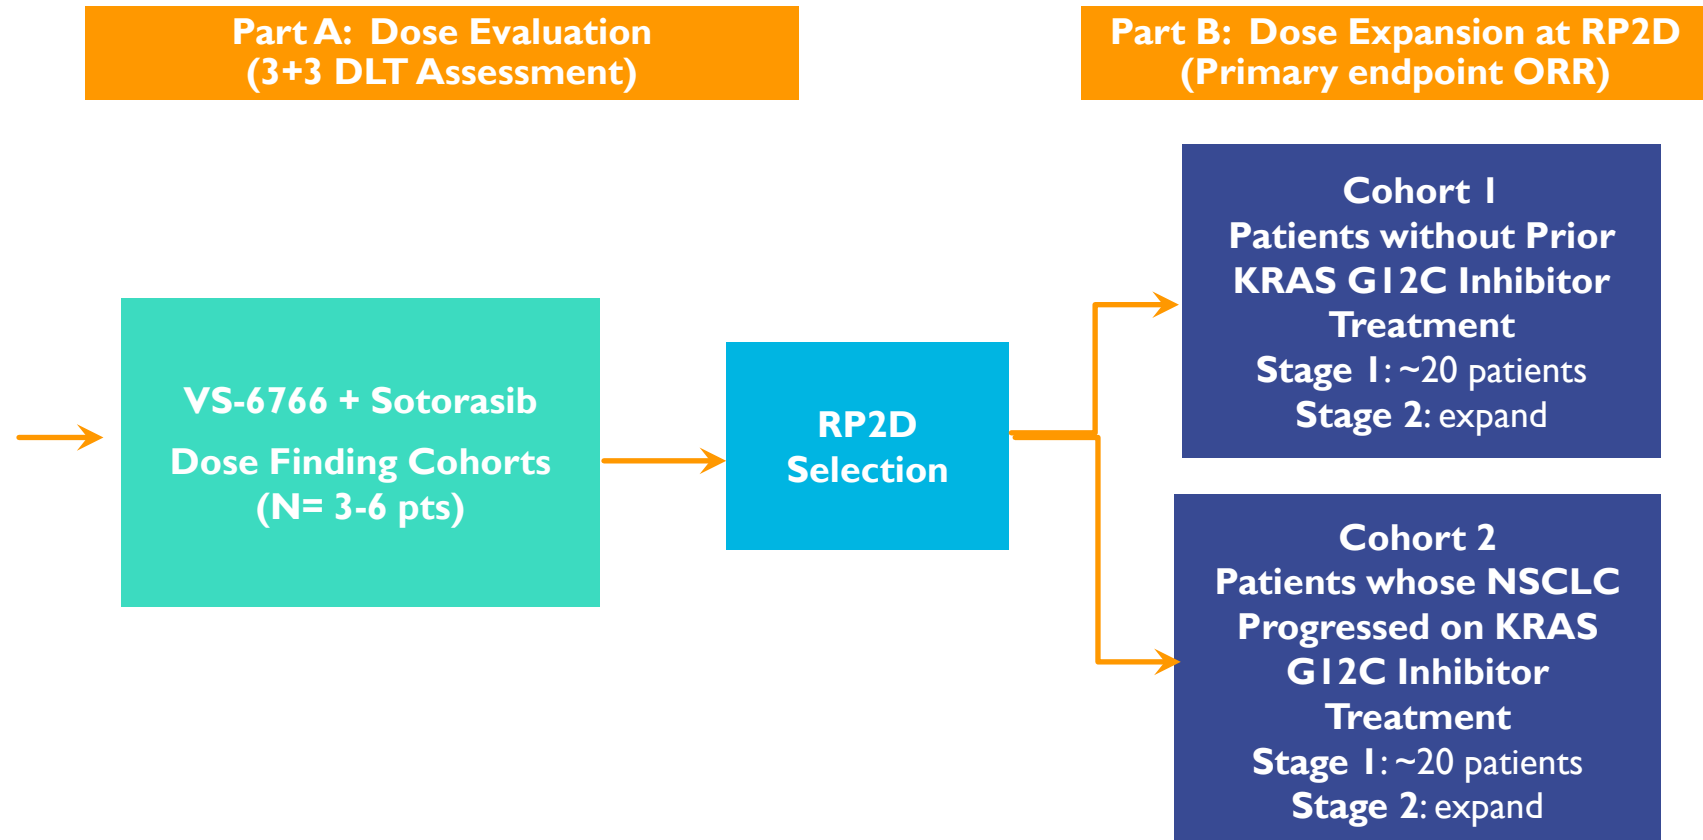 Part A:  Dose Evaluation
(3+3 DLT Assessment)
Part B:  Dose Expansion at RP2D
(Primary endpoint ORR)
VS-6766 + Sotorasib
Dose Finding Cohorts
(N= 3-6 pts)
RP2D
Selection
Cohort 1
Patients without Prior
KRAS G12C Inhibitor
Treatment
Stage 1: ~20 patients
Stage 2: expand
Cohort 2
Patients whose NSCLC
Progressed on KRAS
G12C Inhibitor
Treatment
Stage 1: ~20 patients
Stage 2: expand